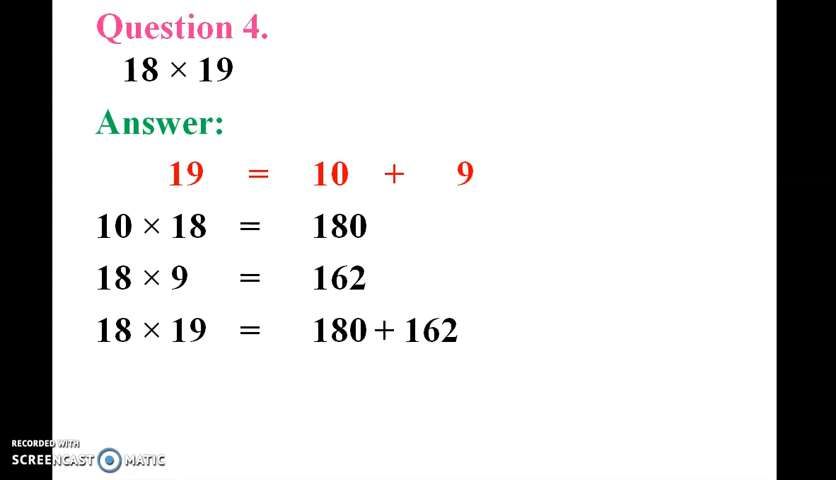 Question 4.
18 × 19
Answer:
19 = 10 + 9
10 × 18 = 180
18 × 9 = 162
18 × 19 = 180 + 162
RECORDED WITH
SCREENCAST MATIC